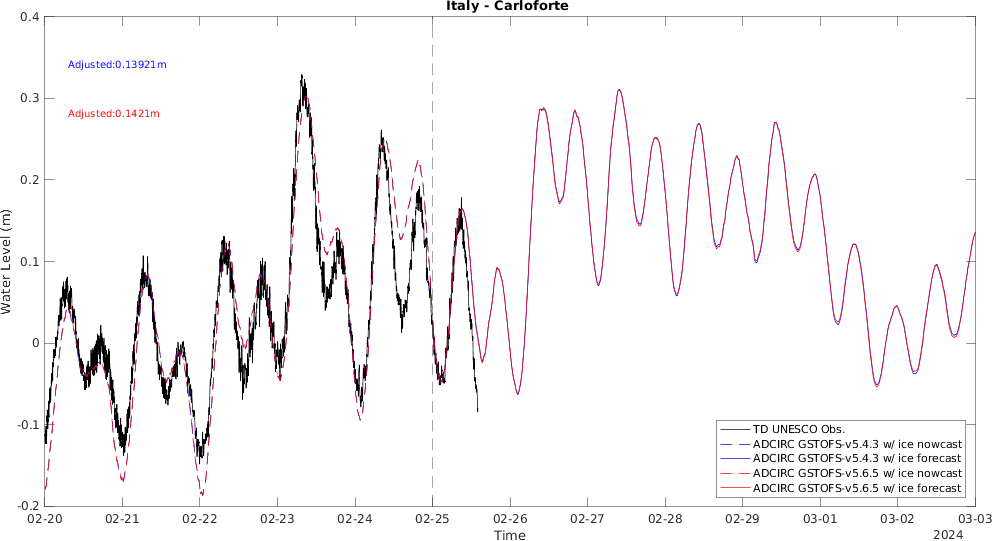 Italy - Carloforte
0.4
0.3
0.2
0.1
0
-0.1
-0.2
Water Level (m)
Adjusted:0.13921m
Adjusted:0.1421m
TD UNESCO Obs.
ADCIRC GSTOFS-v5.4.3 w/ ice nowcast
ADCIRC GSTOFS-v5.4.3 w/ ice forecast
ADCIRC GSTOFS-v5.6.5 w/ ice nowcast
ADCIRC GSTOFS-v5.6.5 w/ ice forecast
02-20 02-21 02-22 02-23 02-24 02-25 02-26 02-27 02-28 02-29 03-01 03-02 03-03
Time
2024